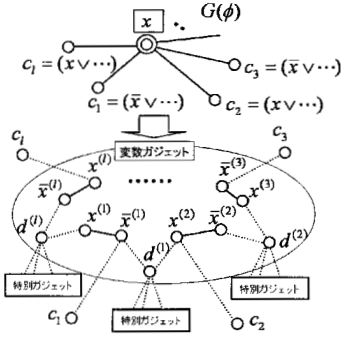 x
G(φ)
c_l = (x ∨ ⋯)
c_3 = (x̄ ∨ ⋯)
c_1 = (x̄ ∨ ⋯)
c_2 = (x ∨ ⋯)
変数ガジェット
c_l
c_3
x^(l)
x̄^(l)
......
x̄^(3)
x^(3)
d^(l)
x^(1)
x̄^(1)
x^(2)
x̄^(2)
d^(2)
d^(1)
特別ガジェット
特別ガジェット
特別ガジェット
c_1
c_2